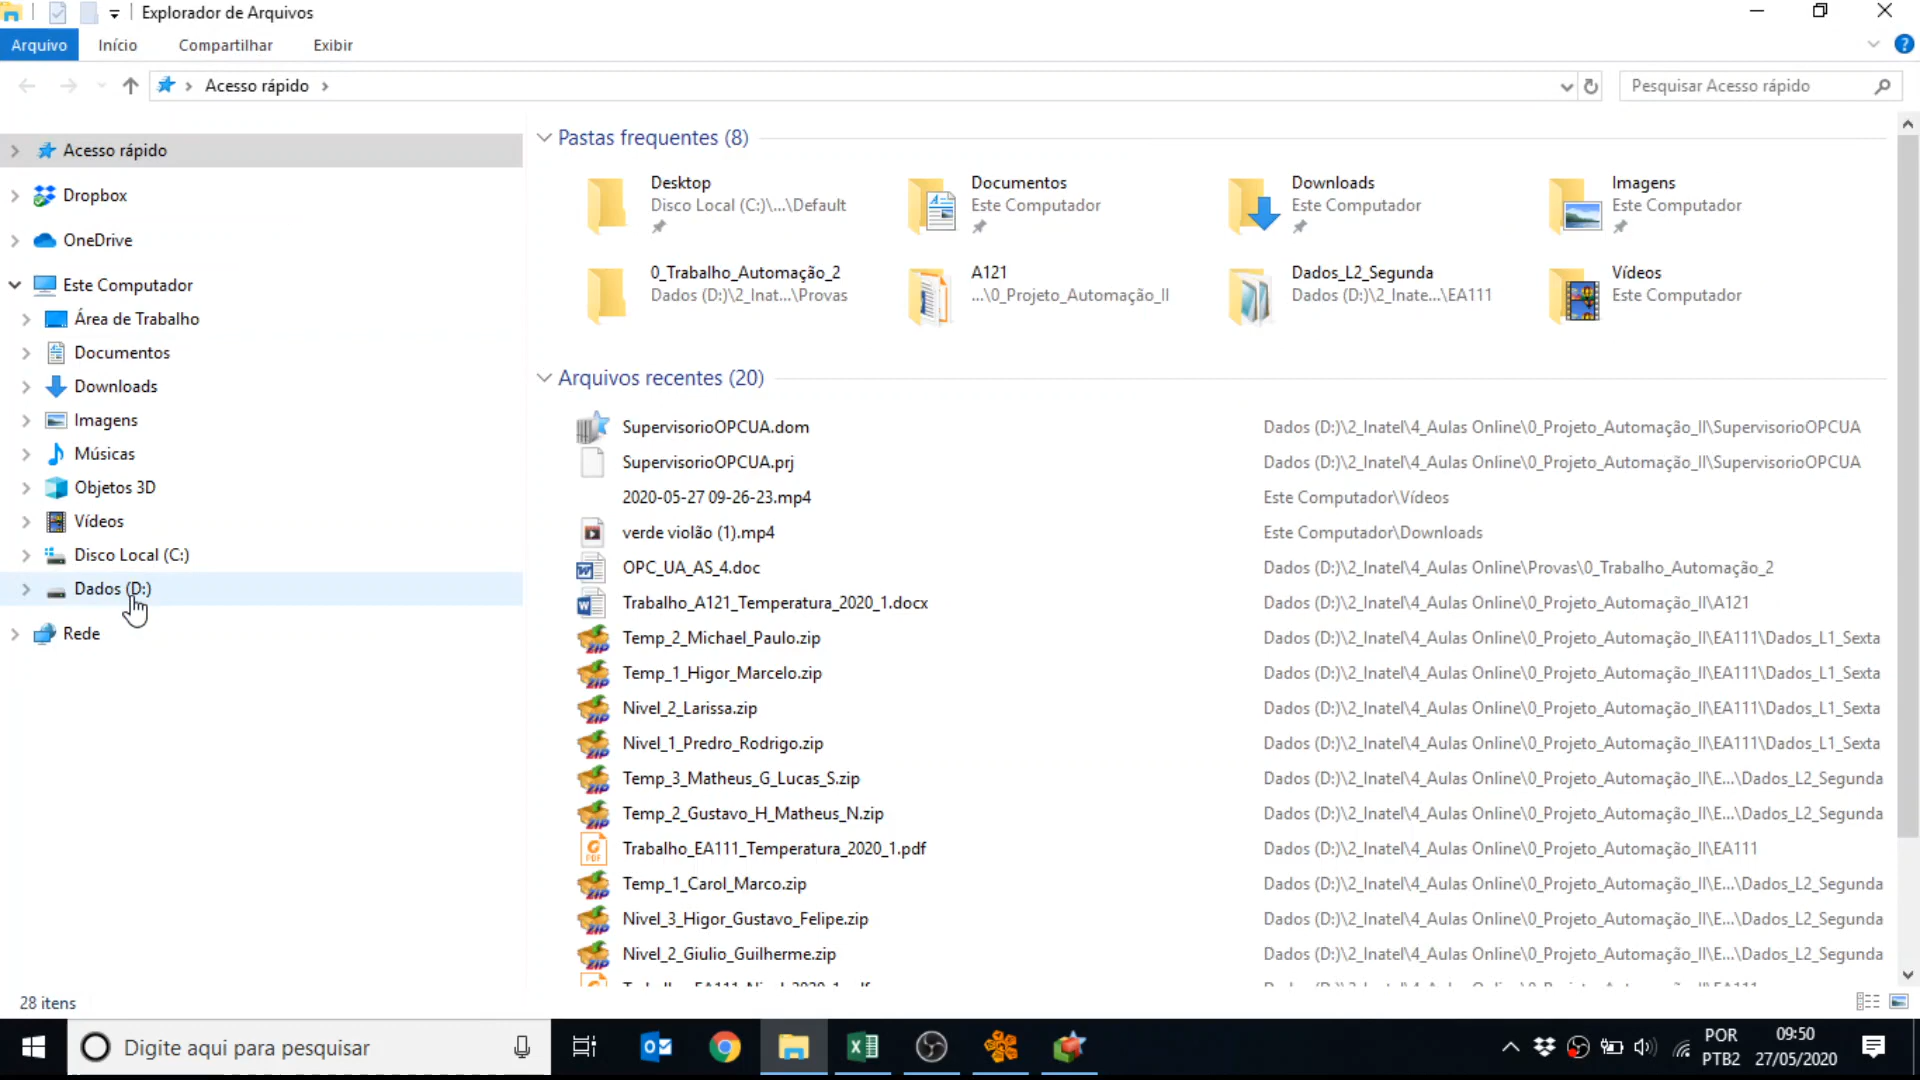 Explorador de Arquivos
Arquivo Início Compartilhar Exibir
Acesso rápido
Pesquisar Acesso rápido
Acesso rápido
Dropbox
OneDrive
Este Computador
Área de Trabalho
Documentos
Downloads
Imagens
Músicas
Objetos 3D
Vídeos
Disco Local (C:)
Dados (D:)
Rede
Pastas frequentes (8)
Desktop
Disco Local (C:)\...\Default
Documentos
Este Computador
Downloads
Este Computador
Imagens
Este Computador
0_Trabalho_Automação_2
Dados (D:)\2_Inat...\Provas
A121
...\0_Projeto_Automação_II
Dados_L2_Segunda
Dados (D:)\2_Inate...\EA111
Vídeos
Este Computador
Arquivos recentes (20)
SupervisorioOPCUA.dom Dados (D:)\2_Inatel\4_Aulas Online\0_Projeto_Automação_II\SupervisorioOPCUA
SupervisorioOPCUA.prj Dados (D:)\2_Inatel\4_Aulas Online\0_Projeto_Automação_II\SupervisorioOPCUA
2020-05-27 09-26-23.mp4 Este Computador\Vídeos
verde violão (1).mp4 Este Computador\Downloads
OPC_UA_AS_4.doc Dados (D:)\2_Inatel\4_Aulas Online\Provas\0_Trabalho_Automação_2
Trabalho_A121_Temperatura_2020_1.docx Dados (D:)\2_Inatel\4_Aulas Online\0_Projeto_Automação_II\A121
Temp_2_Michael_Paulo.zip Dados (D:)\2_Inatel\4_Aulas Online\0_Projeto_Automação_II\EA111\Dados_L1_Sexta
Temp_1_Higor_Marcelo.zip Dados (D:)\2_Inatel\4_Aulas Online\0_Projeto_Automação_II\EA111\Dados_L1_Sexta
Nivel_2_Larissa.zip Dados (D:)\2_Inatel\4_Aulas Online\0_Projeto_Automação_II\EA111\Dados_L1_Sexta
Nivel_1_Predro_Rodrigo.zip Dados (D:)\2_Inatel\4_Aulas Online\0_Projeto_Automação_II\EA111\Dados_L1_Sexta
Temp_3_Matheus_G_Lucas_S.zip Dados (D:)\2_Inatel\4_Aulas Online\0_Projeto_Automação_II\E...\Dados_L2_Segunda
Temp_2_Gustavo_H_Matheus_N.zip Dados (D:)\2_Inatel\4_Aulas Online\0_Projeto_Automação_II\E...\Dados_L2_Segunda
Trabalho_EA111_Temperatura_2020_1.pdf Dados (D:)\2_Inatel\4_Aulas Online\0_Projeto_Automação_II\EA111
Temp_1_Carol_Marco.zip Dados (D:)\2_Inatel\4_Aulas Online\0_Projeto_Automação_II\E...\Dados_L2_Segunda
Nivel_3_Higor_Gustavo_Felipe.zip Dados (D:)\2_Inatel\4_Aulas Online\0_Projeto_Automação_II\E...\Dados_L2_Segunda
Nivel_2_Giulio_Guilherme.zip Dados (D:)\2_Inatel\4_Aulas Online\0_Projeto_Automação_II\E...\Dados_L2_Segunda
28 itens
Digite aqui para pesquisar
POR 09:50
PTB2 27/05/2020